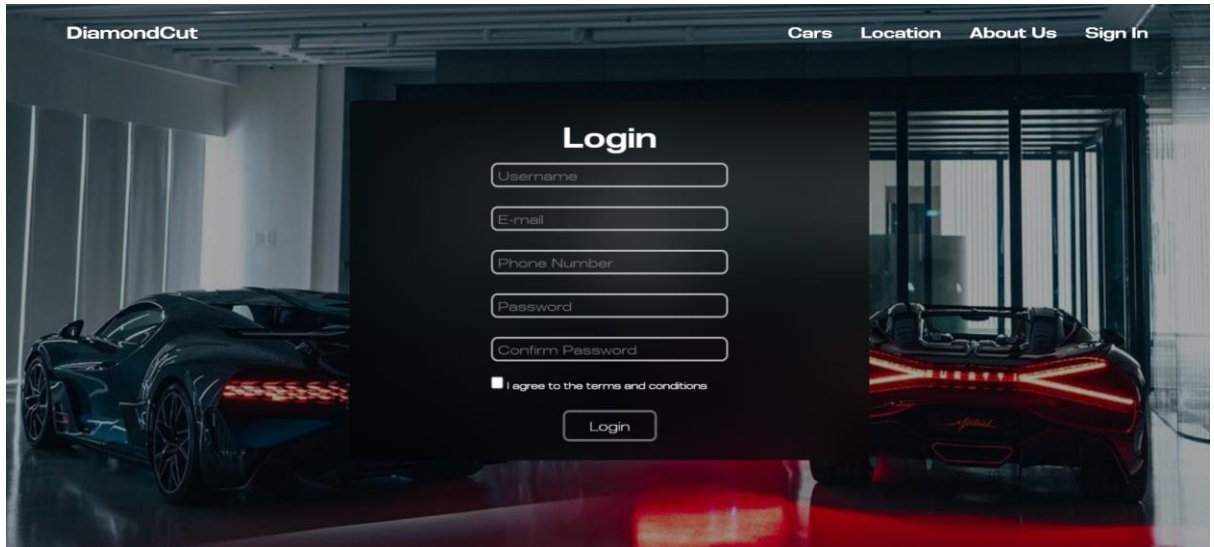 DiamondCut
Cars Location About Us Sign In
Login
Username
E-mail
Phone Number
Password
Confirm Password
I agree to the terms and conditions
Login
BUGATTI